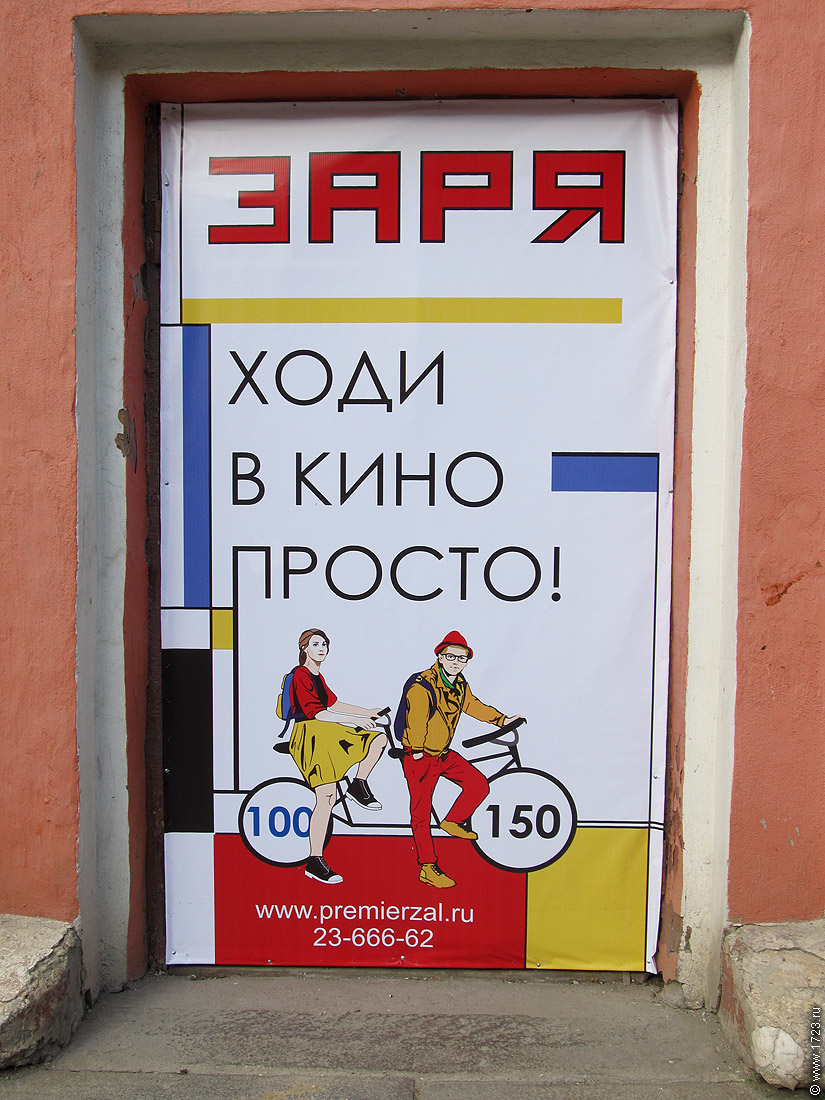 ЗАРЯ
ХОДИ
В КИНО
ПРОСТО!
100 150
www.premierzal.ru
23-666-62
© www.1723.ru